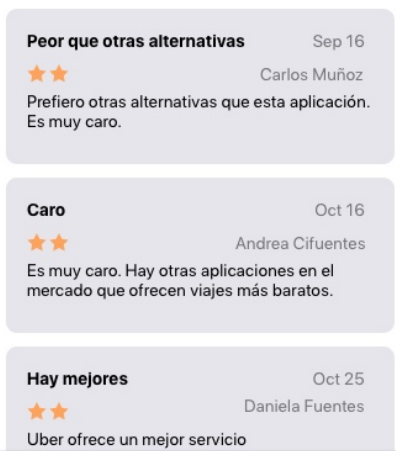 Peor que otras alternativas Sep 16
Carlos Muñoz
Prefiero otras alternativas que esta aplicación.
Es muy caro.
Caro Oct 16
Andrea Cifuentes
Es muy caro. Hay otras aplicaciones en el
mercado que ofrecen viajes más baratos.
Hay mejores Oct 25
Daniela Fuentes
Uber ofrece un mejor servicio